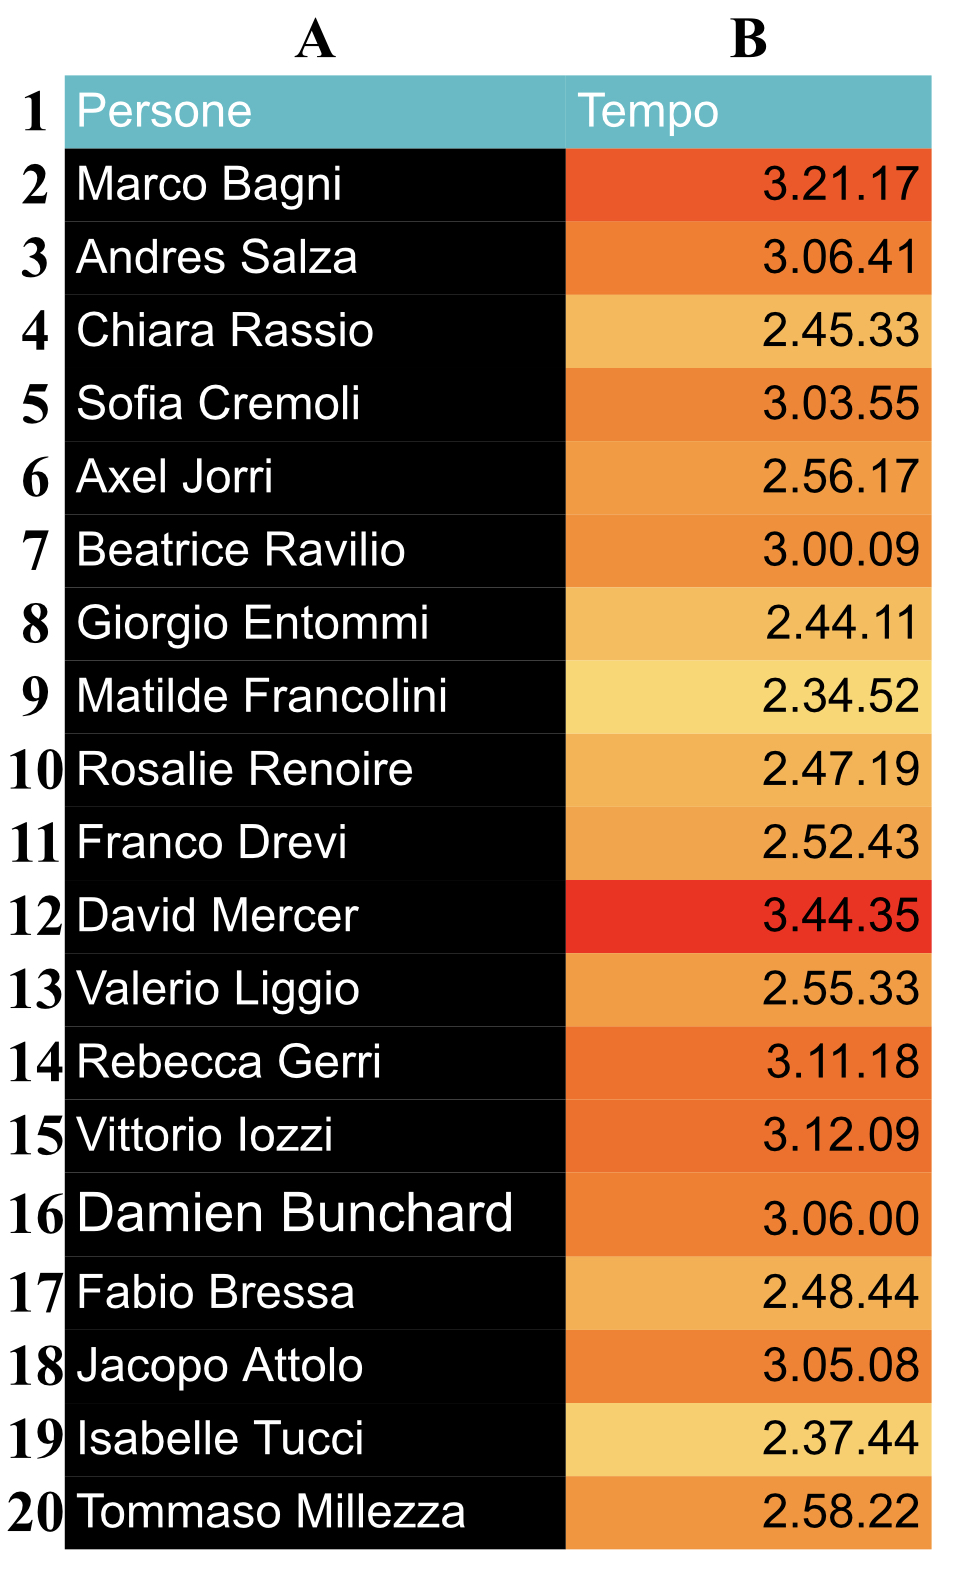 A B
1 Persone Tempo
2 Marco Bagni 3.21.17
3 Andres Salza 3.06.41
4 Chiara Rassio 2.45.33
5 Sofia Cremoli 3.03.55
6 Axel Jorri 2.56.17
7 Beatrice Ravilio 3.00.09
8 Giorgio Entommi 2.44.11
9 Matilde Francolini 2.34.52
10 Rosalie Renoire 2.47.19
11 Franco Drevi 2.52.43
12 David Mercer 3.44.35
13 Valerio Liggio 2.55.33
14 Rebecca Gerri 3.11.18
15 Vittorio Iozzi 3.12.09
16 Damien Bunchard 3.06.00
17 Fabio Bressa 2.48.44
18 Jacopo Attolo 3.05.08
19 Isabelle Tucci 2.37.44
20 Tommaso Millezza 2.58.22